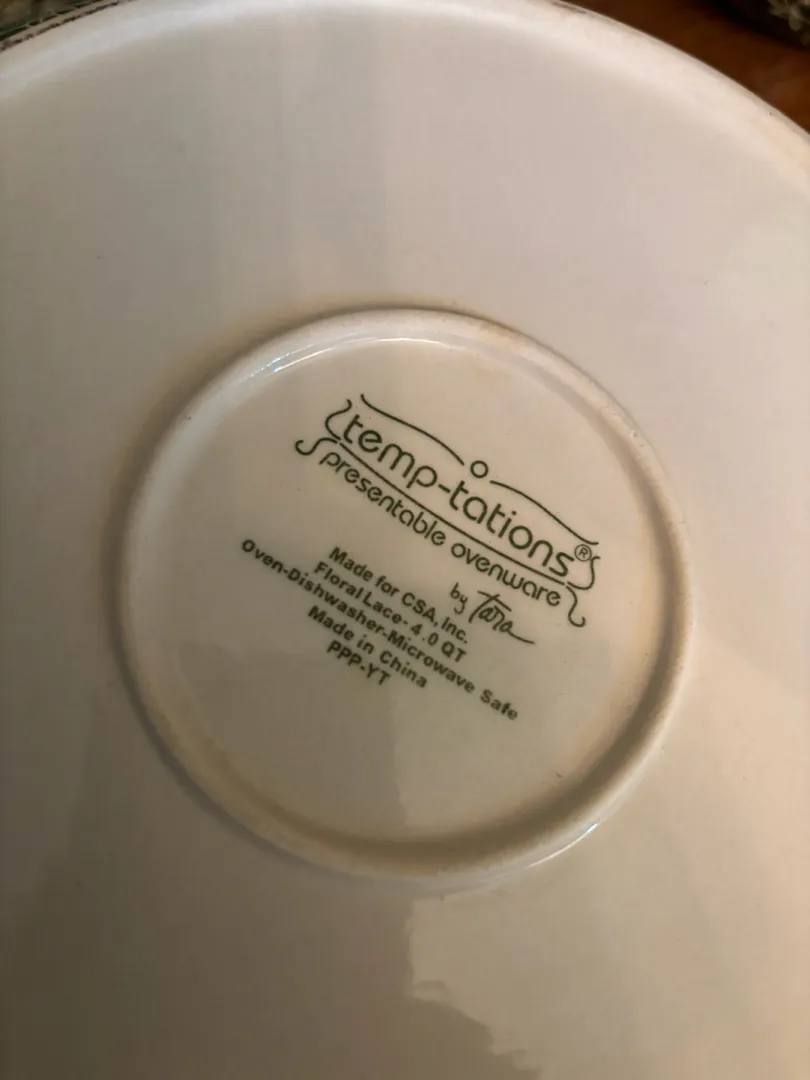 temp-tations®
presentable ovenware
by Tara
Made for CSA, Inc.
Floral Lace- 4.0 QT
Oven-Dishwasher-Microwave Safe
Made in China
PPP-YT